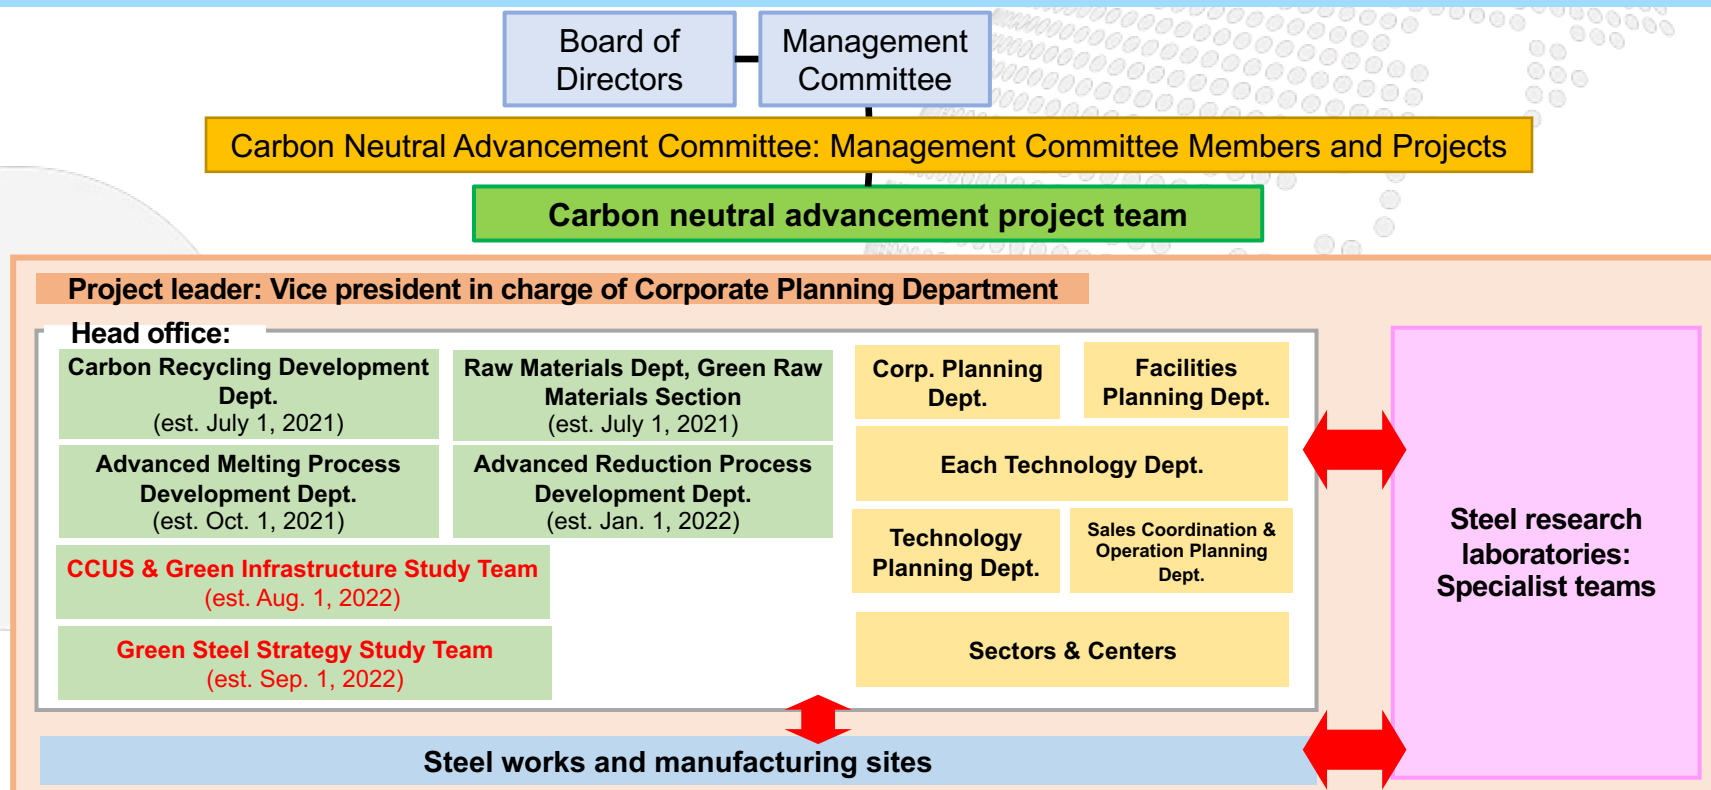 Board of
Directors
Management
Committee
Carbon Neutral Advancement Committee: Management Committee Members and Projects
Carbon neutral advancement project team
Project leader: Vice president in charge of Corporate Planning Department
Head office:
Carbon Recycling Development
Dept.
(est. July 1, 2021)
Raw Materials Dept, Green Raw
Materials Section
(est. July 1, 2021)
Advanced Melting Process
Development Dept.
(est. Oct. 1, 2021)
Advanced Reduction Process
Development Dept.
(est. Jan. 1, 2022)
CCUS & Green Infrastructure Study Team
(est. Aug. 1, 2022)
Green Steel Strategy Study Team
(est. Sep. 1, 2022)
Corp. Planning
Dept.
Facilities
Planning Dept.
Each Technology Dept.
Technology
Planning Dept.
Sales Coordination &
Operation Planning
Dept.
Sectors & Centers
Steel research
laboratories:
Specialist teams
Steel works and manufacturing sites